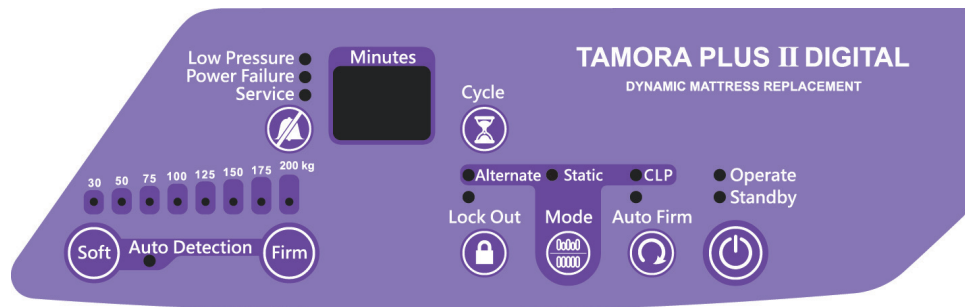 TAMORA PLUS II DIGITAL
DYNAMIC MATTRESS REPLACEMENT
Low Pressure
Power Failure
Service
Minutes
Cycle
30 50 75 100 125 150 175 200 kg
Soft
Auto Detection
Firm
Alternate
Static
CLP
Operate
Standby
Lock Out
Mode
Auto Firm